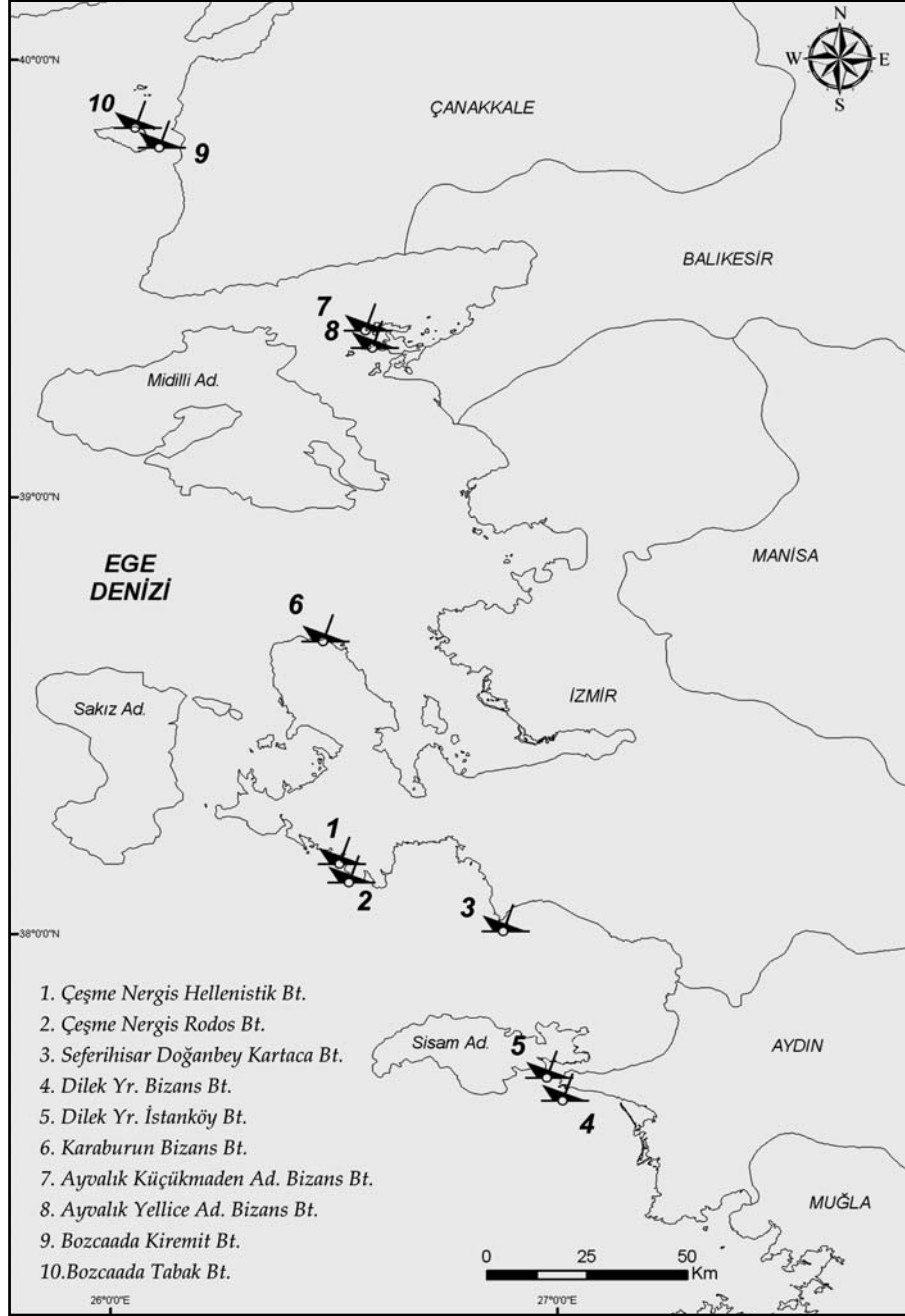 N
40°0'0"N
W
E
10
ÇANAKKALE
S
9
BALIKESİR
7
8
Midilli Ad.
39°0'0"N
EGE
DENİZİ
MANİSA
6
İZMİR
Sakız Ad.
1
2
3
38°0'0"N
1. Çeşme Nergis Hellenistik Bt.
2. Çeşme Nergis Rodos Bt.
3. Seferihisar Doğanbey Kartaca Bt.
4. Dilek Yr. Bizans Bt.
5. Dilek Yr. İstanköy Bt.
6. Karaburun Bizans Bt.
7. Ayvalık Küçükmaden Ad. Bizans Bt.
8. Ayvalık Yellice Ad. Bizans Bt.
9. Bozcaada Kiremit Bt.
10.Bozcaada Tabak Bt.
Sisam Ad.
5
AYDIN
4
MUĞLA
0 25 50
Km
26°0'0"E
27°0'0"E